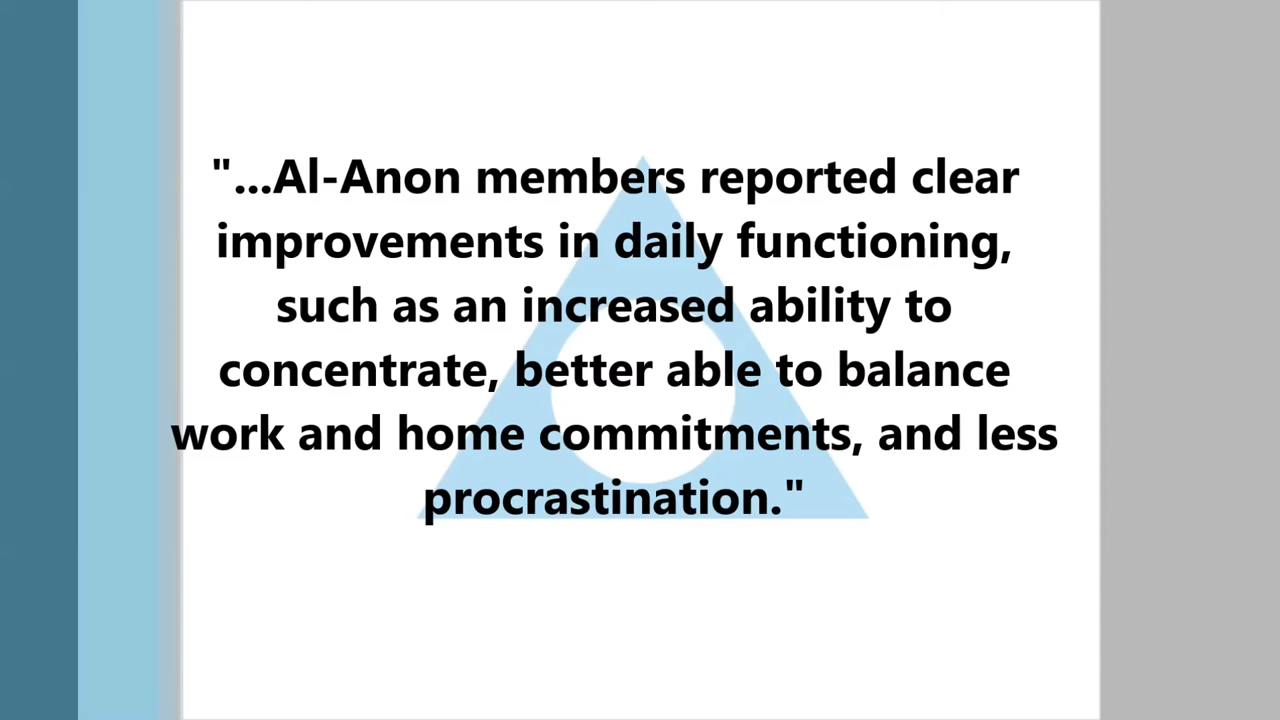 "...Al-Anon members reported clear
improvements in daily functioning,
such as an increased ability to
concentrate, better able to balance
work and home commitments, and less
procrastination."